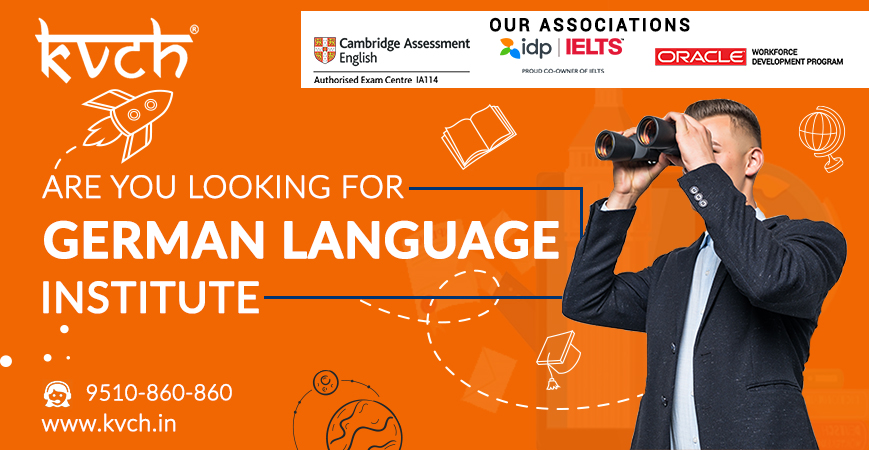 kvch®
OUR ASSOCIATIONS
Cambridge Assessment
English
Authorised Exam Centre IA114
idp | IELTS™
PROUD CO-OWNER OF IELTS
ORACLE
WORKFORCE
DEVELOPMENT PROGRAM
ARE YOU LOOKING FOR
GERMAN LANGUAGE
INSTITUTE
9510-860-860
www.kvch.in